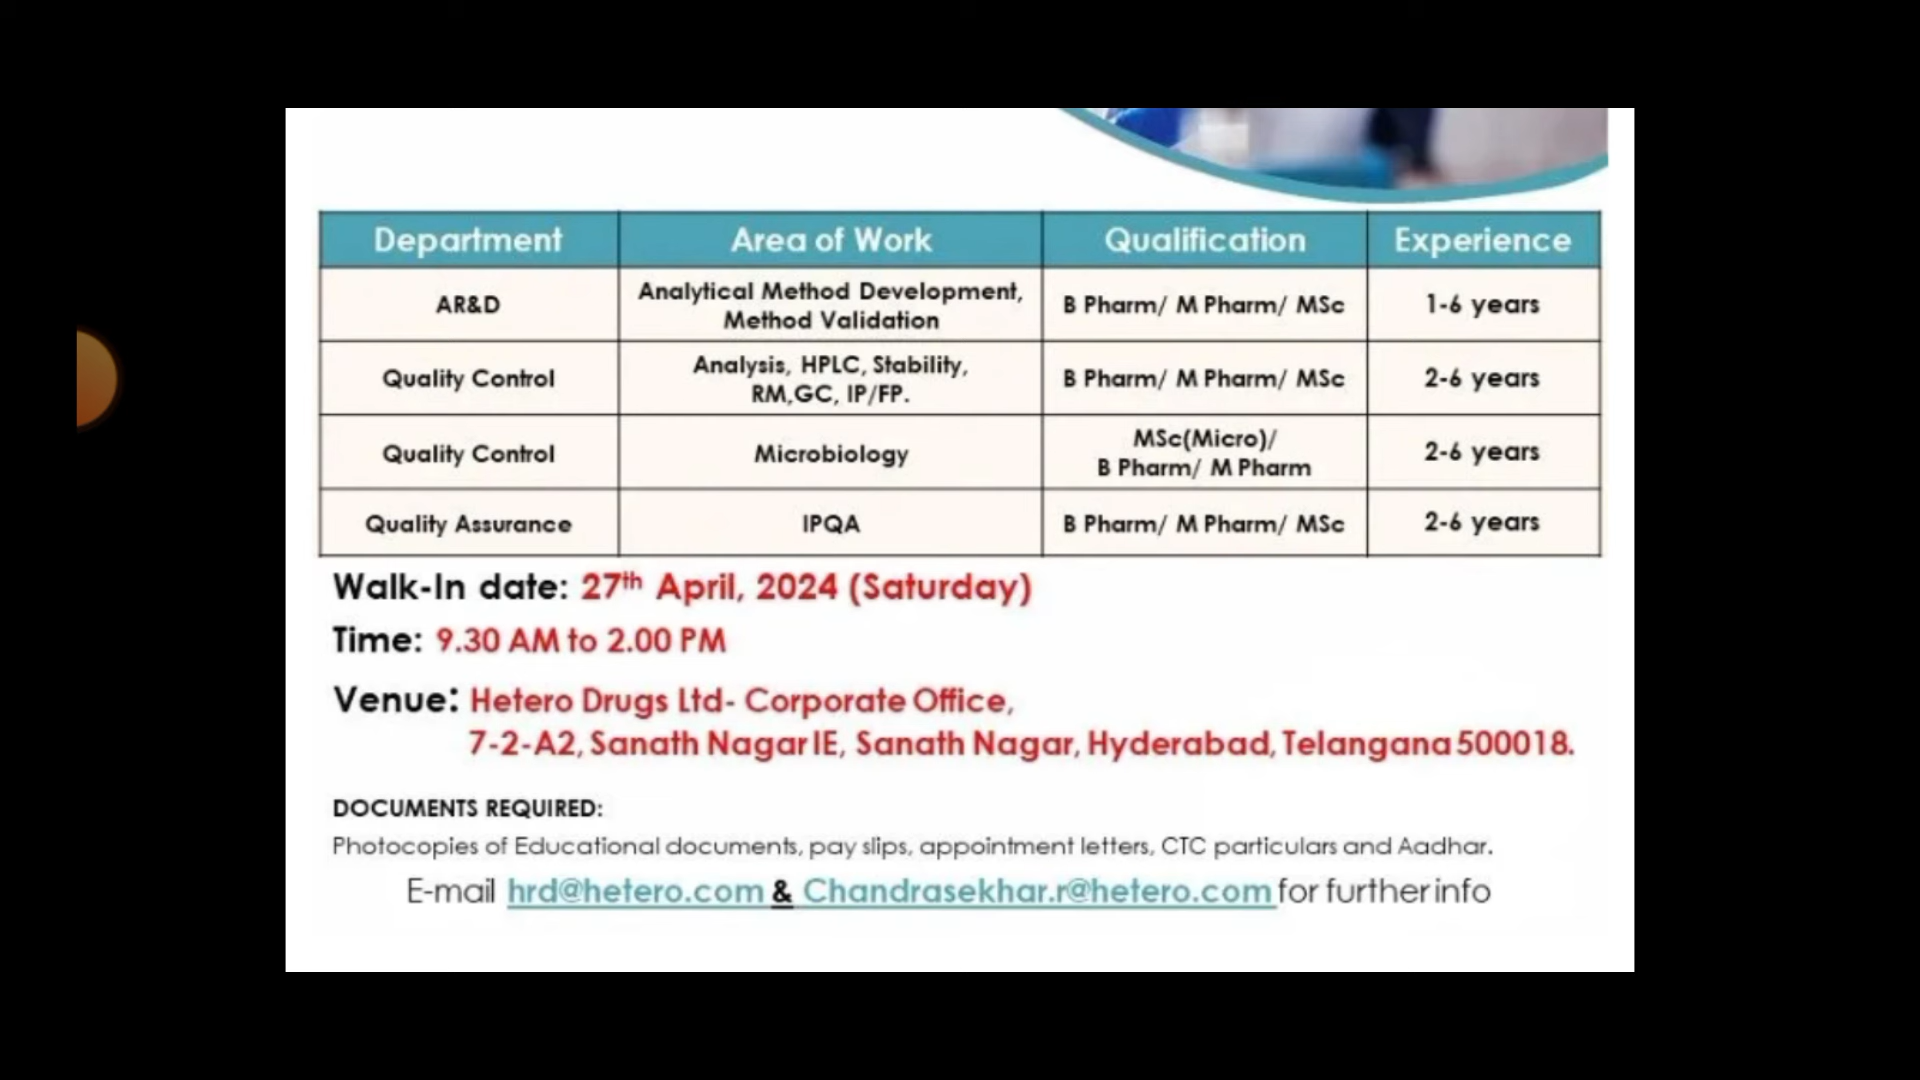 Department Area of Work Qualification Experience
AR&D Analytical Method Development, Method Validation B Pharm/ M Pharm/ MSc 1-6 years
Quality Control Analysis, HPLC, Stability, RM,GC, IP/FP. B Pharm/ M Pharm/ MSc 2-6 years
Quality Control Microbiology MSc(Micro)/ B Pharm/ M Pharm 2-6 years
Quality Assurance IPQA B Pharm/ M Pharm/ MSc 2-6 years
Walk-In date: 27th April, 2024 (Saturday)
Time: 9.30 AM to 2.00 PM
Venue: Hetero Drugs Ltd- Corporate Office,
7-2-A2, Sanath Nagar IE, Sanath Nagar, Hyderabad, Telangana 500018.
DOCUMENTS REQUIRED:
Photocopies of Educational documents, pay slips, appointment letters, CTC particulars and Aadhar.
E-mail hrd@hetero.com & Chandrasekhar.r@hetero.com for further info